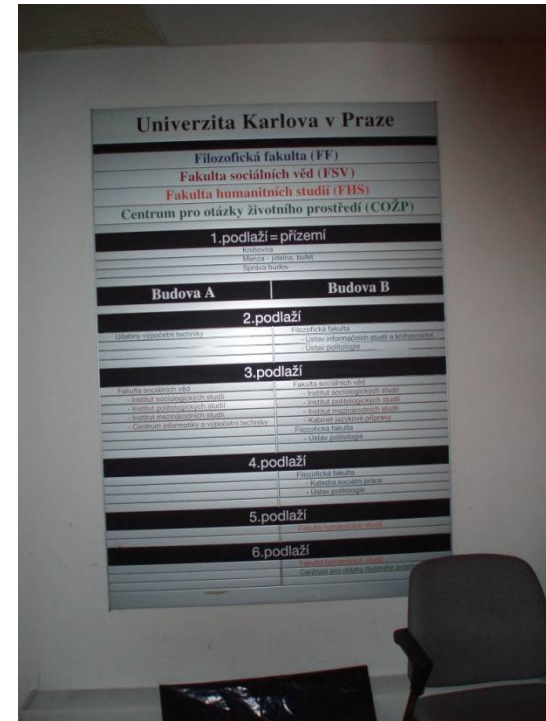 Univerzita Karlova v Praze
Filozofická fakulta (FF)
Fakulta sociálních věd (FSV)
Fakulta humanitních studií (FHS)
Centrum pro otázky životního prostředí (COŽP)
1.podlaží = přízemí
Knihovna
Menza - jídelna, bufet
Správa budov
Budova A
Budova B
2.podlaží
Učebny výpočetní techniky
Filozofická fakulta
- Ústav informačních studií a knihovnictví
- Ústav politologie
3.podlaží
Fakulta sociálních věd
- Institut sociologických studií
- Institut politologických studií
- Institut mezinárodních studií
- Centrum informatiky a výpočetní techniky
Fakulta sociálních věd
- Institut sociologických studií
- Institut politologických studií
- Institut mezinárodních studií
- Kabinet jazykové přípravy
Filozofická fakulta
- Ústav politologie
4.podlaží
Filozofická fakulta
- Katedra sociální práce
- Ústav politologie
5.podlaží
Fakulta humanitních studií
6.podlaží
Fakulta humanitních studií
Centrum pro otázky životního